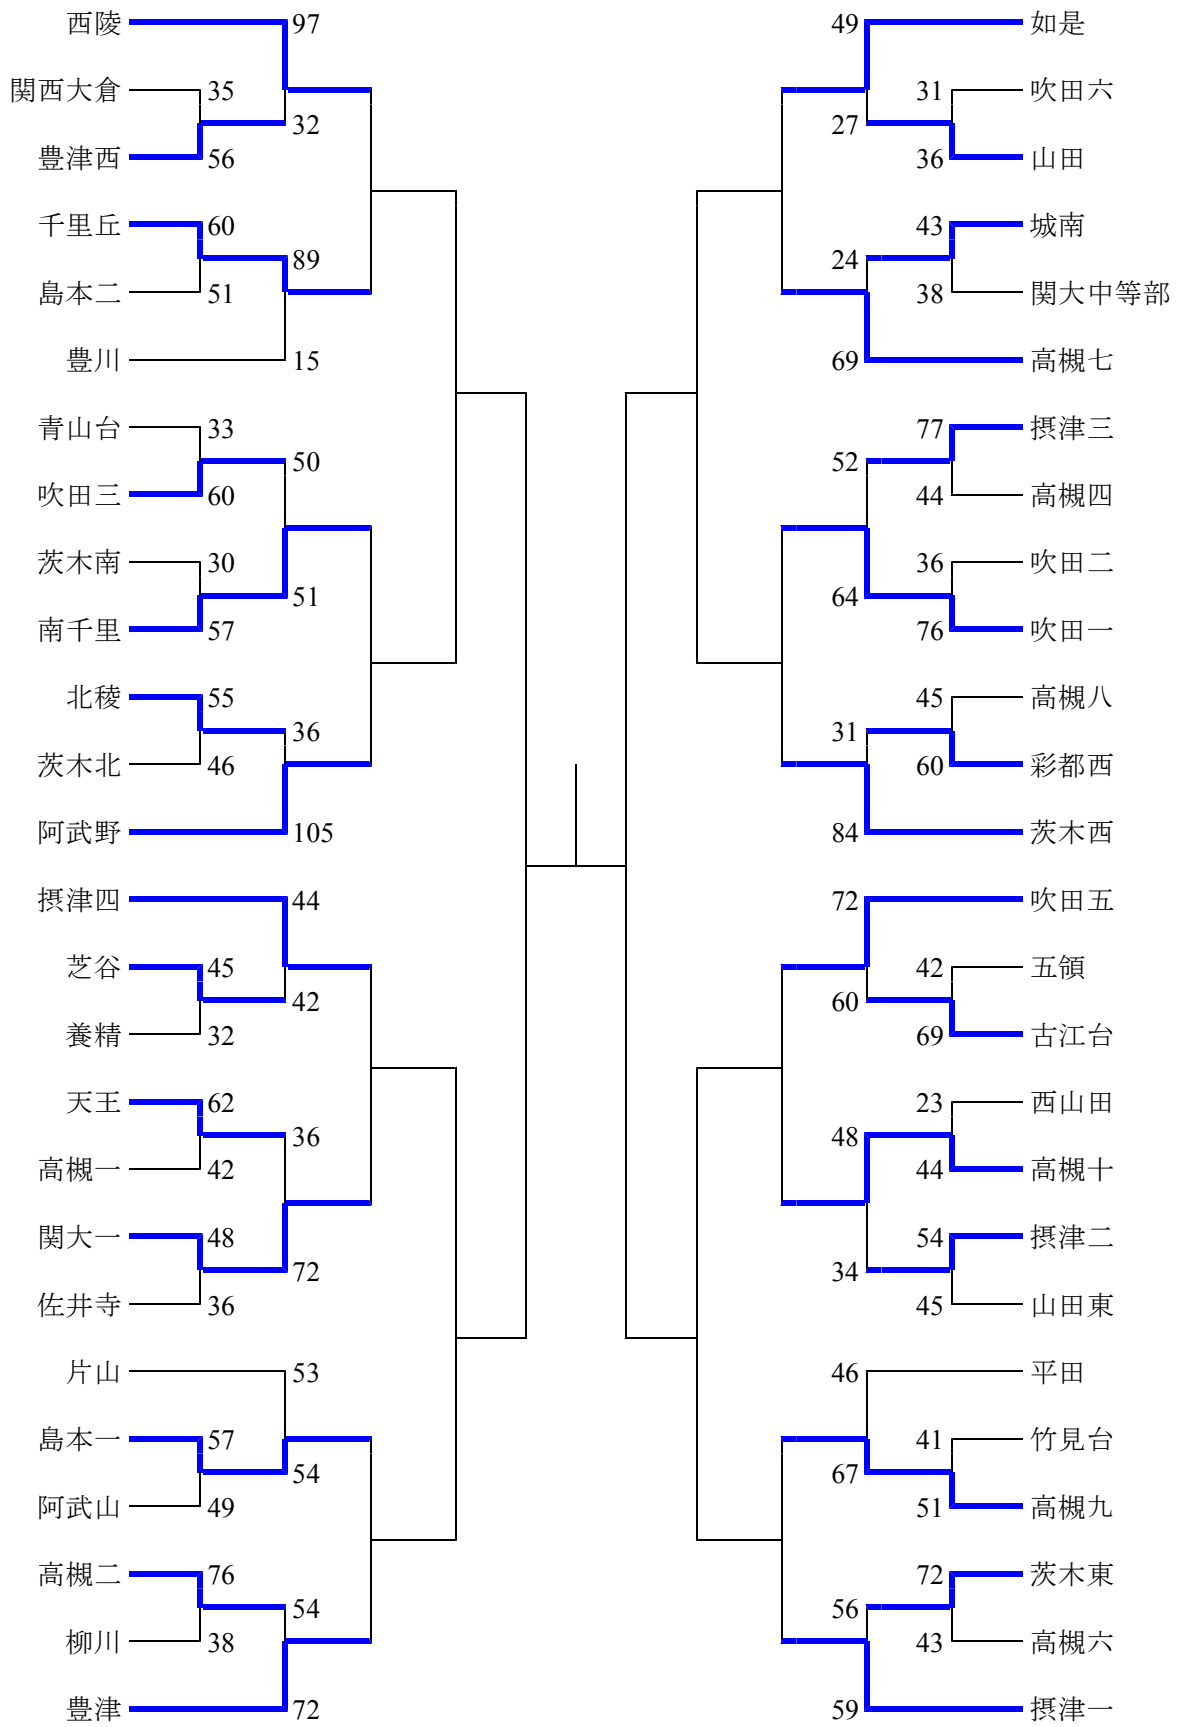 西陵 97 49 如是
関西大倉 35 31 吹田六
32 27
豊津西 56 36 山田
千里丘 60 43 城南
89 24
島本二 51 38 関大中等部
豊川 15 69 高槻七
青山台 33 77 摂津三
50 52
吹田三 60 44 高槻四
茨木南 30 36 吹田二
51 64
南千里 57 76 吹田一
北稜 55 45 高槻八
36 31
茨木北 46 60 彩都西
阿武野 105 84 茨木西
摂津四 44 72 吹田五
芝谷 45 42 五領
42 60
養精 32 69 古江台
天王 62 23 西山田
36 48
高槻一 42 44 高槻十
関大一 48 54 摂津二
72 34
佐井寺 36 45 山田東
片山 53 46 平田
島本一 57 41 竹見台
54 67
阿武山 49 51 高槻九
高槻二 76 72 茨木東
54 56
柳川 38 43 高槻六
豊津 72 59 摂津一